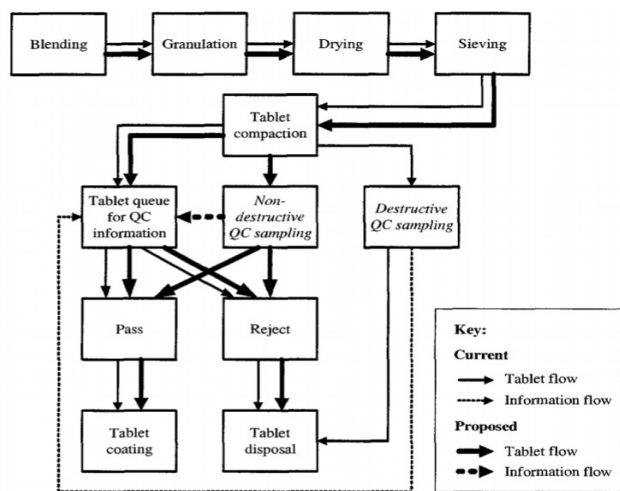 Blending
Granulation
Drying
Sieving
Tablet
compaction
Tablet queue
for QC
information
Non-
destructive
QC sampling
Destructive
QC sampling
Pass
Reject
Tablet
coating
Tablet
disposal
Key:
Current
Tablet flow
Information flow
Proposed
Tablet flow
Information flow